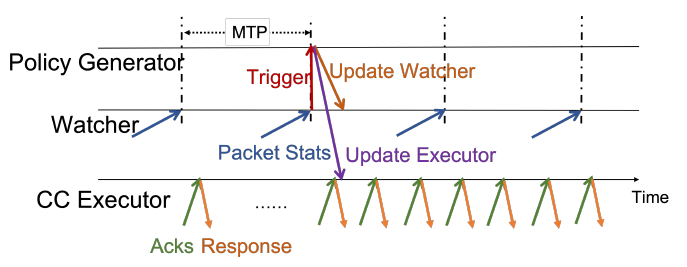 MTP
Policy Generator
Trigger
Update Watcher
Watcher
Packet Stats
Update Executor
CC Executor
......
Time
Acks Response